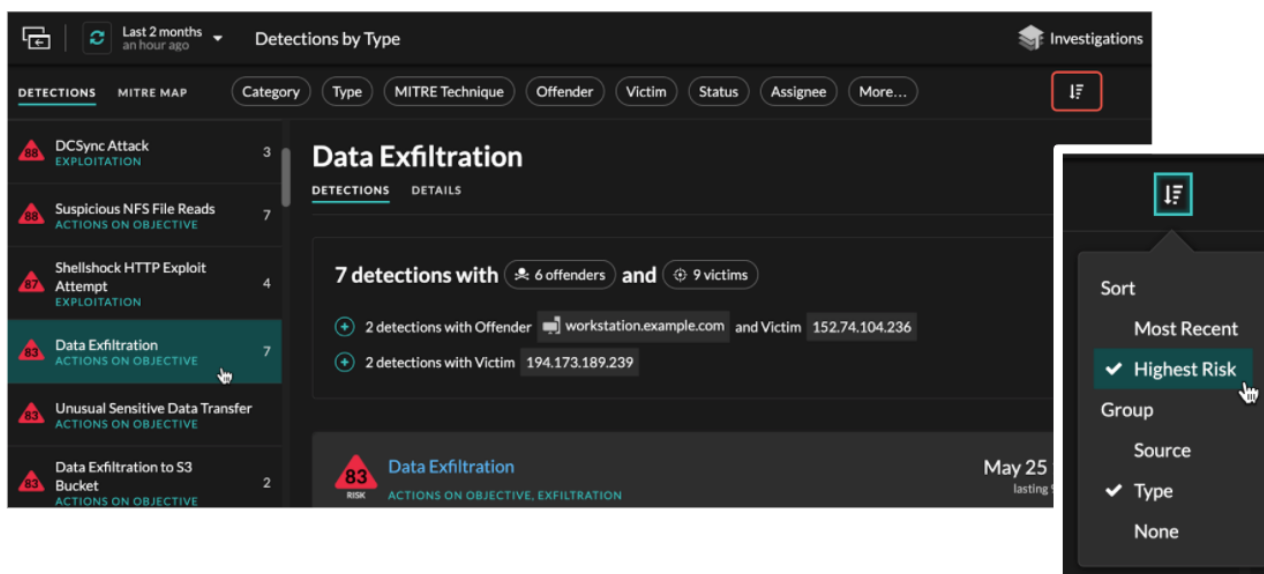 Last 2 months
an hour ago
Detections by Type
Investigations
DETECTIONS
MITRE MAP
Category
Type
MITRE Technique
Offender
Victim
Status
Assignee
More...
88
DCSync Attack
EXPLOITATION
3
88
Suspicious NFS File Reads
ACTIONS ON OBJECTIVE
7
87
Shellshock HTTP Exploit
Attempt
EXPLOITATION
4
83
Data Exfiltration
ACTIONS ON OBJECTIVE
7
83
Unusual Sensitive Data Transfer
ACTIONS ON OBJECTIVE
83
Data Exfiltration to S3
Bucket
ACTIONS ON OBJECTIVE
2
Data Exfiltration
DETECTIONS
DETAILS
7 detections with 6 offenders and 9 victims
2 detections with Offender workstation.example.com and Victim 152.74.104.236
2 detections with Victim 194.173.189.239
83
RISK
Data Exfiltration
ACTIONS ON OBJECTIVE, EXFILTRATION
May 25
lasting
Sort
Most Recent
Highest Risk
Group
Source
Type
None